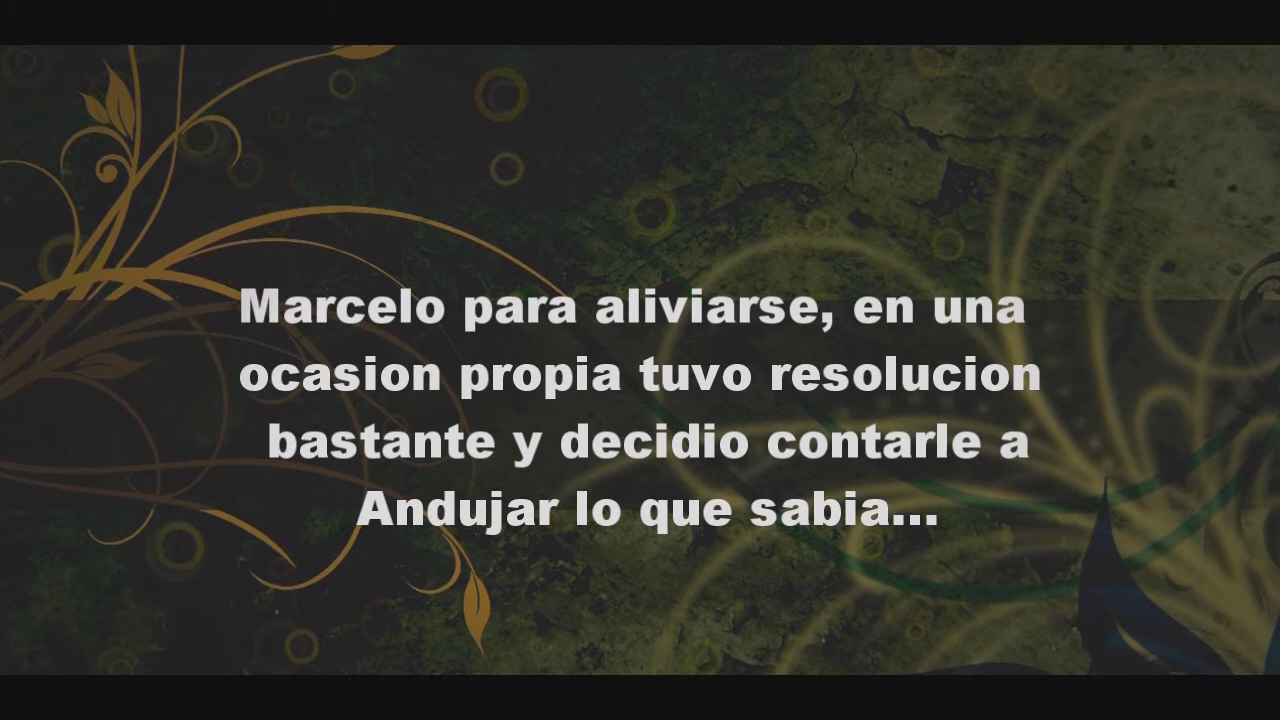 Marcelo para aliviarse, en una
ocasion propia tuvo resolucion
bastante y decidio contarle a
Andujar lo que sabia...